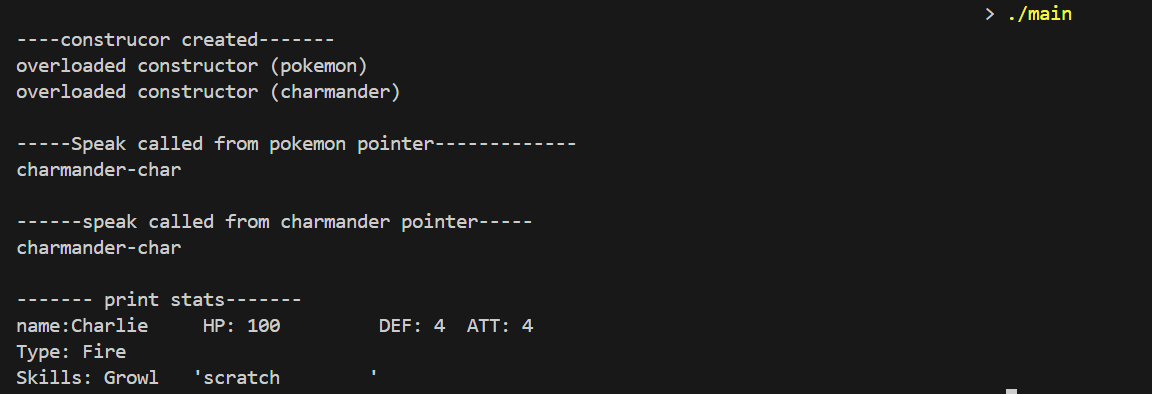 > ./main
----construcor created-------
overloaded constructor (pokemon)
overloaded constructor (charmander)
-----Speak called from pokemon pointer-------------
charmander-char
------speak called from charmander pointer-----
charmander-char
------- print stats-------
name:Charlie     HP: 100         DEF: 4  ATT: 4
Type: Fire
Skills: Growl   'scratch        '